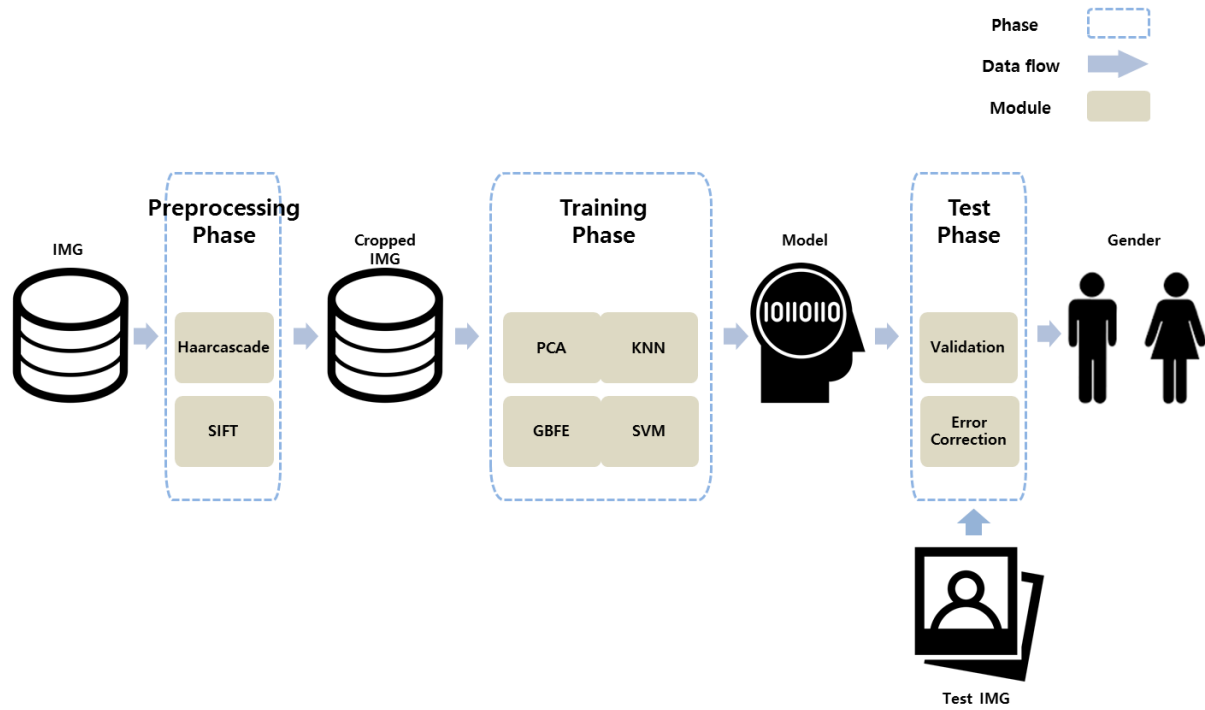 Phase
Data flow
Module
Preprocessing
Phase
Training
Phase
Test
Phase
IMG
Cropped
IMG
Model
Gender
Haarcascade
SIFT
PCA
KNN
GBFE
SVM
10110110
Validation
Error
Correction
Test IMG